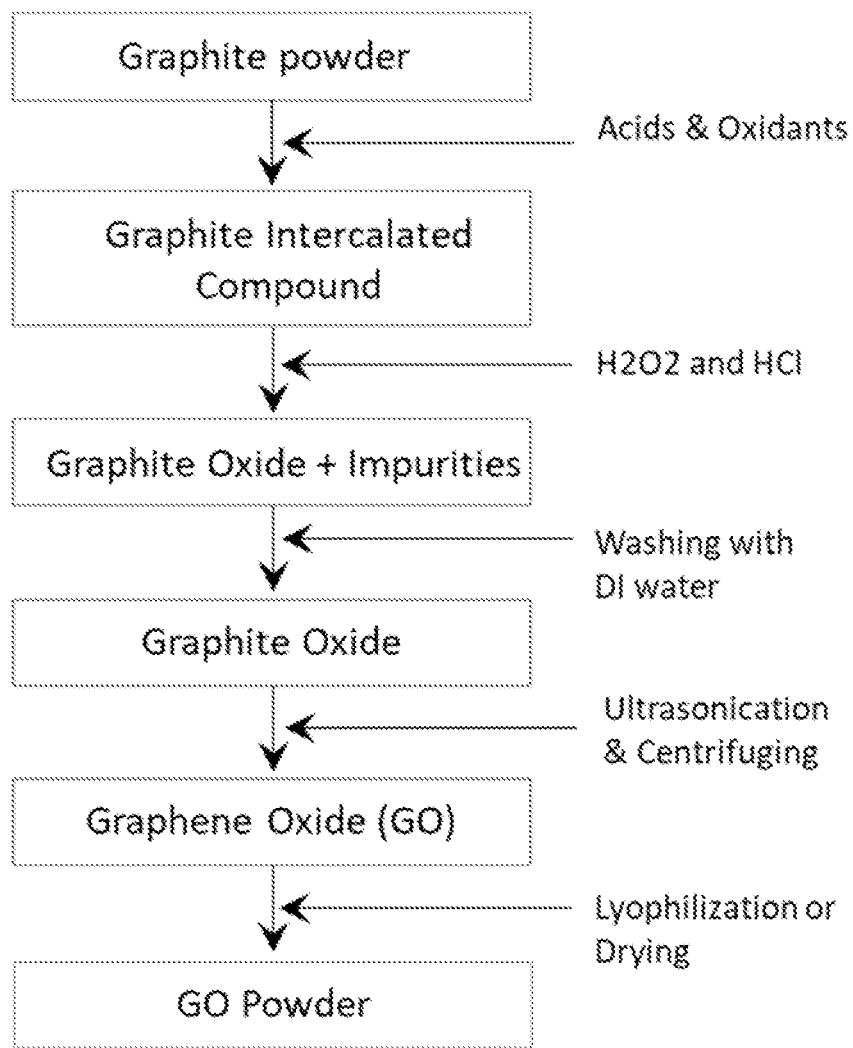 Graphite powder
Acids & Oxidants
Graphite Intercalated
Compound
H2O2 and HCl
Graphite Oxide + Impurities
Washing with
DI water
Graphite Oxide
Ultrasonication
& Centrifuging
Graphene Oxide (GO)
Lyophilization or
Drying
GO Powder